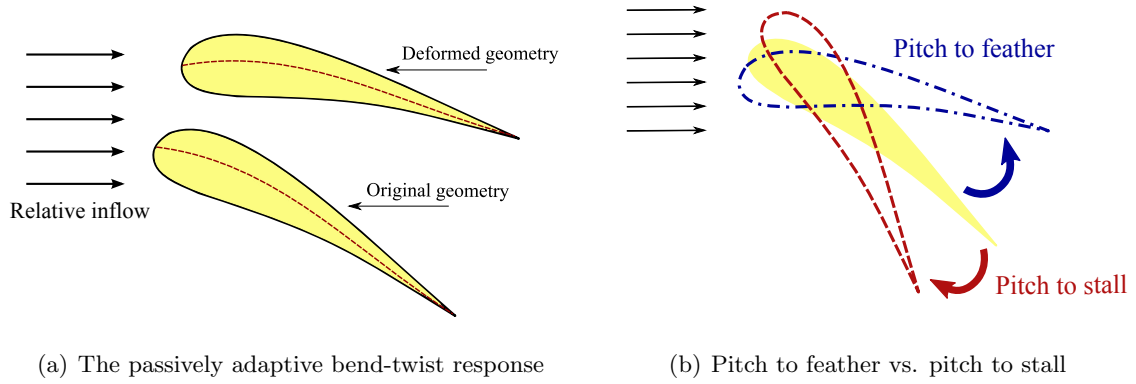 Deformed geometry
Original geometry
Relative inflow
(a) The passively adaptive bend-twist response
Pitch to feather
Pitch to stall
(b) Pitch to feather vs. pitch to stall